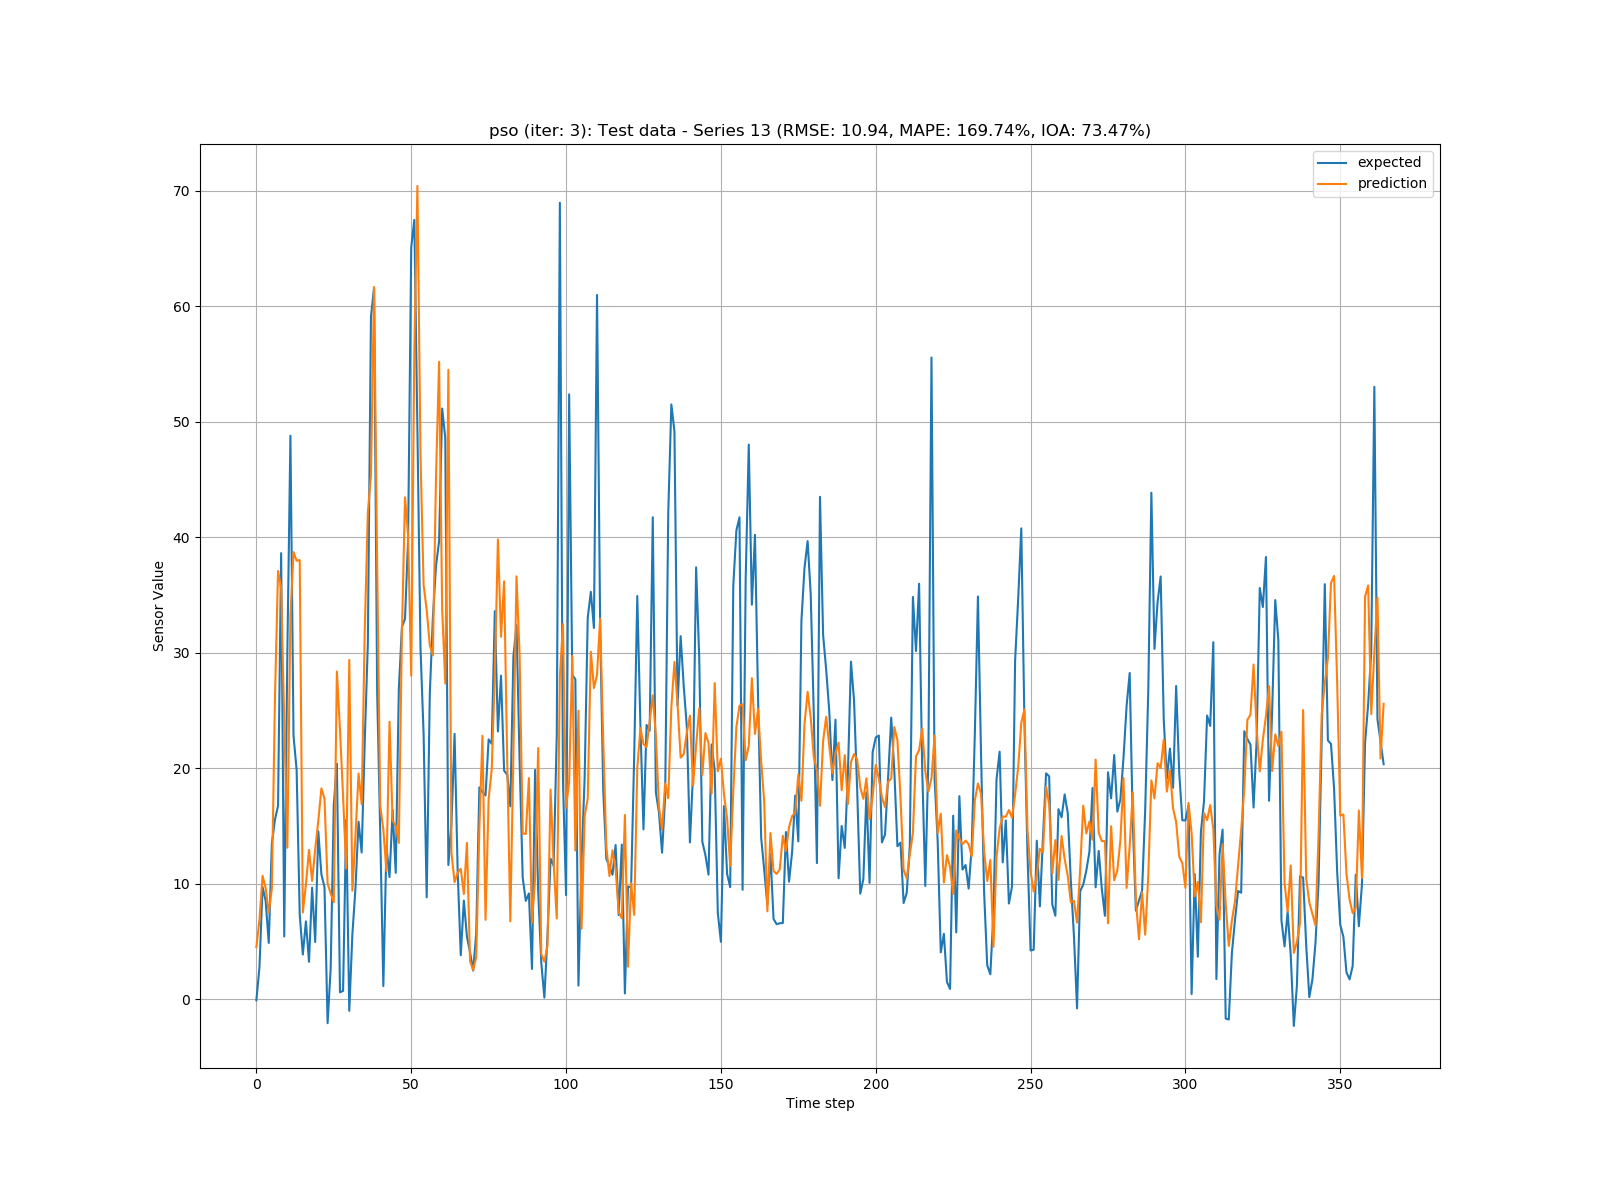 pso (iter: 3): Test data - Series 13 (RMSE: 10.94, MAPE: 169.74%, IOA: 73.47%)
expected
prediction
70
60
50
40
30
20
10
0
Sensor Value
0 50 100 150 200 250 300 350
Time step